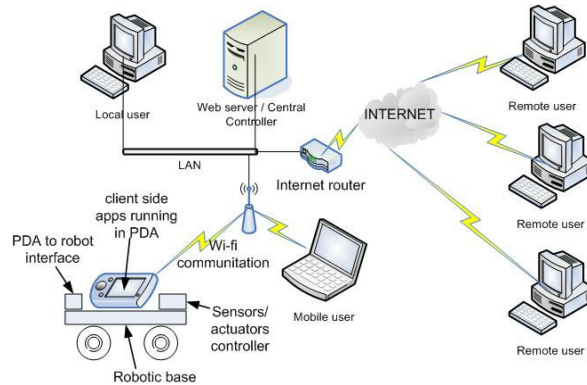 Local user
Web server / Central
Controller
INTERNET
Remote user
LAN
Internet router
Remote user
client side
apps running
in PDA
PDA to robot
interface
Wi-fi
communitation
Sensors/
actuators
controller
Mobile user
Remote user
Robotic base